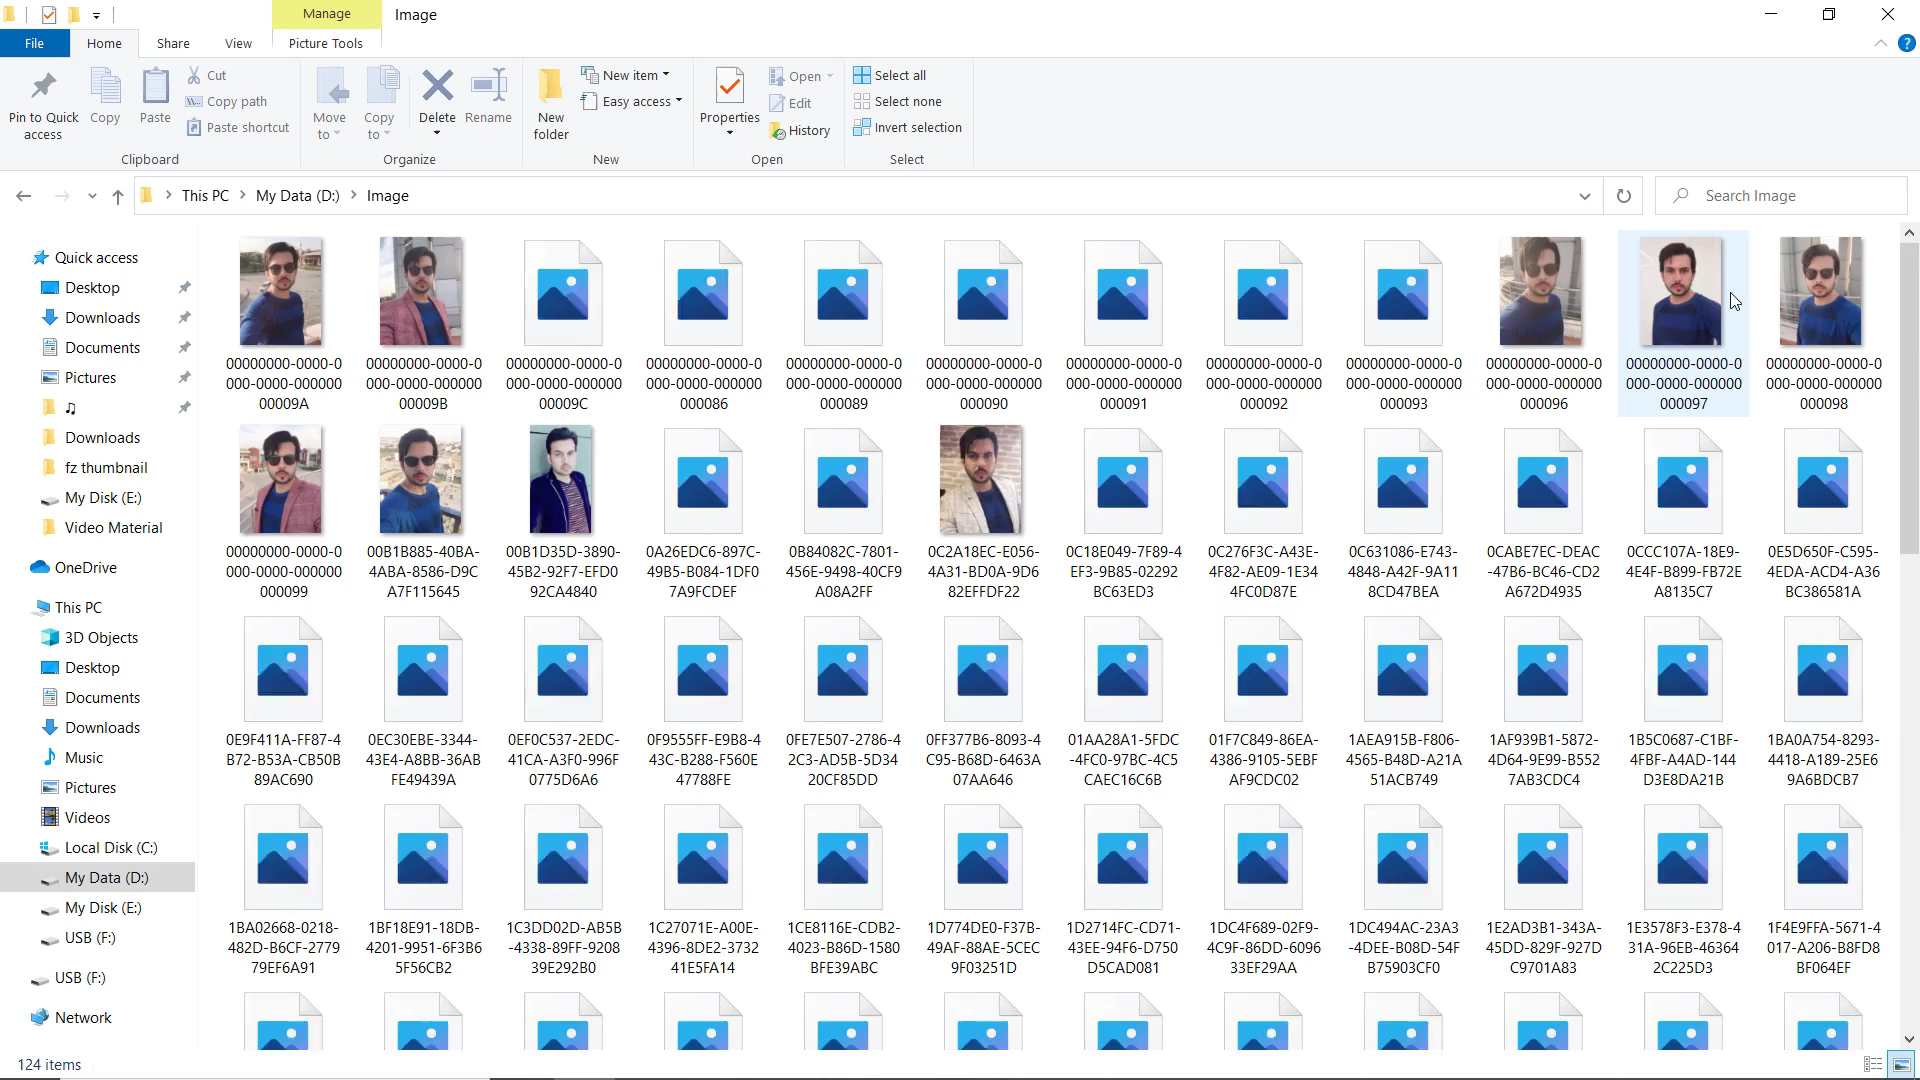 Manage
Image
File
Home
Share
View
Picture Tools
Pin to Quick access
Copy
Paste
Cut
Copy path
Paste shortcut
Clipboard
Move to
Copy to
Delete
Rename
Organize
New folder
New item
Easy access
New
Properties
Open
Edit
History
Open
Select all
Select none
Invert selection
Select
This PC
My Data (D:)
Image
Search Image
Quick access
Desktop
Downloads
Documents
Pictures
♫
Downloads
fz thumbnail
My Disk (E:)
Video Material
OneDrive
This PC
3D Objects
Desktop
Documents
Downloads
Music
Pictures
Videos
Local Disk (C:)
My Data (D:)
My Disk (E:)
USB (F:)
USB (F:)
Network
00000000-0000-0 00000000-0000-0 00000000-0000-0 00000000-0000-0 00000000-0000-0 00000000-0000-0 00000000-0000-0 00000000-0000-0 00000000-0000-0 00000000-0000-0 00000000-0000-0 00000000-0000-0
000-0000-000000 000-0000-000000 000-0000-000000 000-0000-000000 000-0000-000000 000-0000-000000 000-0000-000000 000-0000-000000 000-0000-000000 000-0000-000000 000-0000-000000 000-0000-000000
00009A 00009B 00009C 000086 000089 000090 000091 000092 000093 000096 000097 000098
00000000-0000-0 00B1B885-40BA- 00B1D35D-3890- 0A26EDC6-897C- 0B84082C-7801- 0C2A18EC-E056- 0C18E049-7F89-4 0C276F3C-A43E- 0C631086-E743- 0CABE7EC-DEAC 0CCC107A-18E9- 0E5D650F-C595-
000-0000-000000 4ABA-8586-D9C 45B2-92F7-EFD0 49B5-B084-1DF0 456E-9498-40CF9 4A31-BD0A-9D6 EF3-9B85-02292 4F82-AE09-1E34 4848-A42F-9A11 -47B6-BC46-CD2 4E4F-B899-FB72E 4EDA-ACD4-A36
000099 A7F115645 92CA4840 7A9FCDEF A08A2FF 82EFFDF22 BC63ED3 4FC0D87E 8CD47BEA A672D4935 A8135C7 BC386581A
0E9F411A-FF87-4 0EC30EBE-3344- 0EF0C537-2EDC- 0F9555FF-E9B8-4 0FE7E507-2786-4 0FF377B6-8093-4 01AA28A1-5FDC 01F7C849-86EA- 1AEA915B-F806- 1AF939B1-5872- 1B5C0687-C1BF- 1BA0A754-8293-
B72-B53A-CB50B 43E4-A8BB-36AB 41CA-A3F0-996F 43C-B288-F560E 2C3-AD5B-5D34 C95-B68D-6463A -4FC0-97BC-4C5 4386-9105-5EBF 4565-B48D-A21A 4D64-9E99-B552 4FBF-A4AD-144 4418-A189-25E6
89AC690 FE49439A 0775D6A6 47788FE 20CF85DD 07AA646 CAEC16C6B AF9CDC02 51ACB749 7AB3CDC4 D3E8DA21B 9A6BDCB7
1BA02668-0218- 1BF18E91-18DB- 1C3DD02D-AB5B 1C27071E-A00E- 1CE8116E-CDB2- 1D774DE0-F37B- 1D2714FC-CD71- 1DC4F689-02F9- 1DC494AC-23A3 1E2AD3B1-343A- 1E3578F3-E378-4 1F4E9FFA-5671-4
482D-B6CF-2779 4201-9951-6F3B6 -4338-89FF-9208 4396-8DE2-3732 4023-B86D-1580 49AF-88AE-5CEC 43EE-94F6-D750 4C9F-86DD-6096 -4DEE-B08D-54F 45DD-829F-927D 31A-96EB-46364 017-A206-B8FD8
79EF6A91 5F56CB2 39E292B0 41E5FA14 BFE39ABC 9F03251D D5CAD081 33EF29AA B75903CF0 C9701A83 2C225D3 BF064EF
124 items